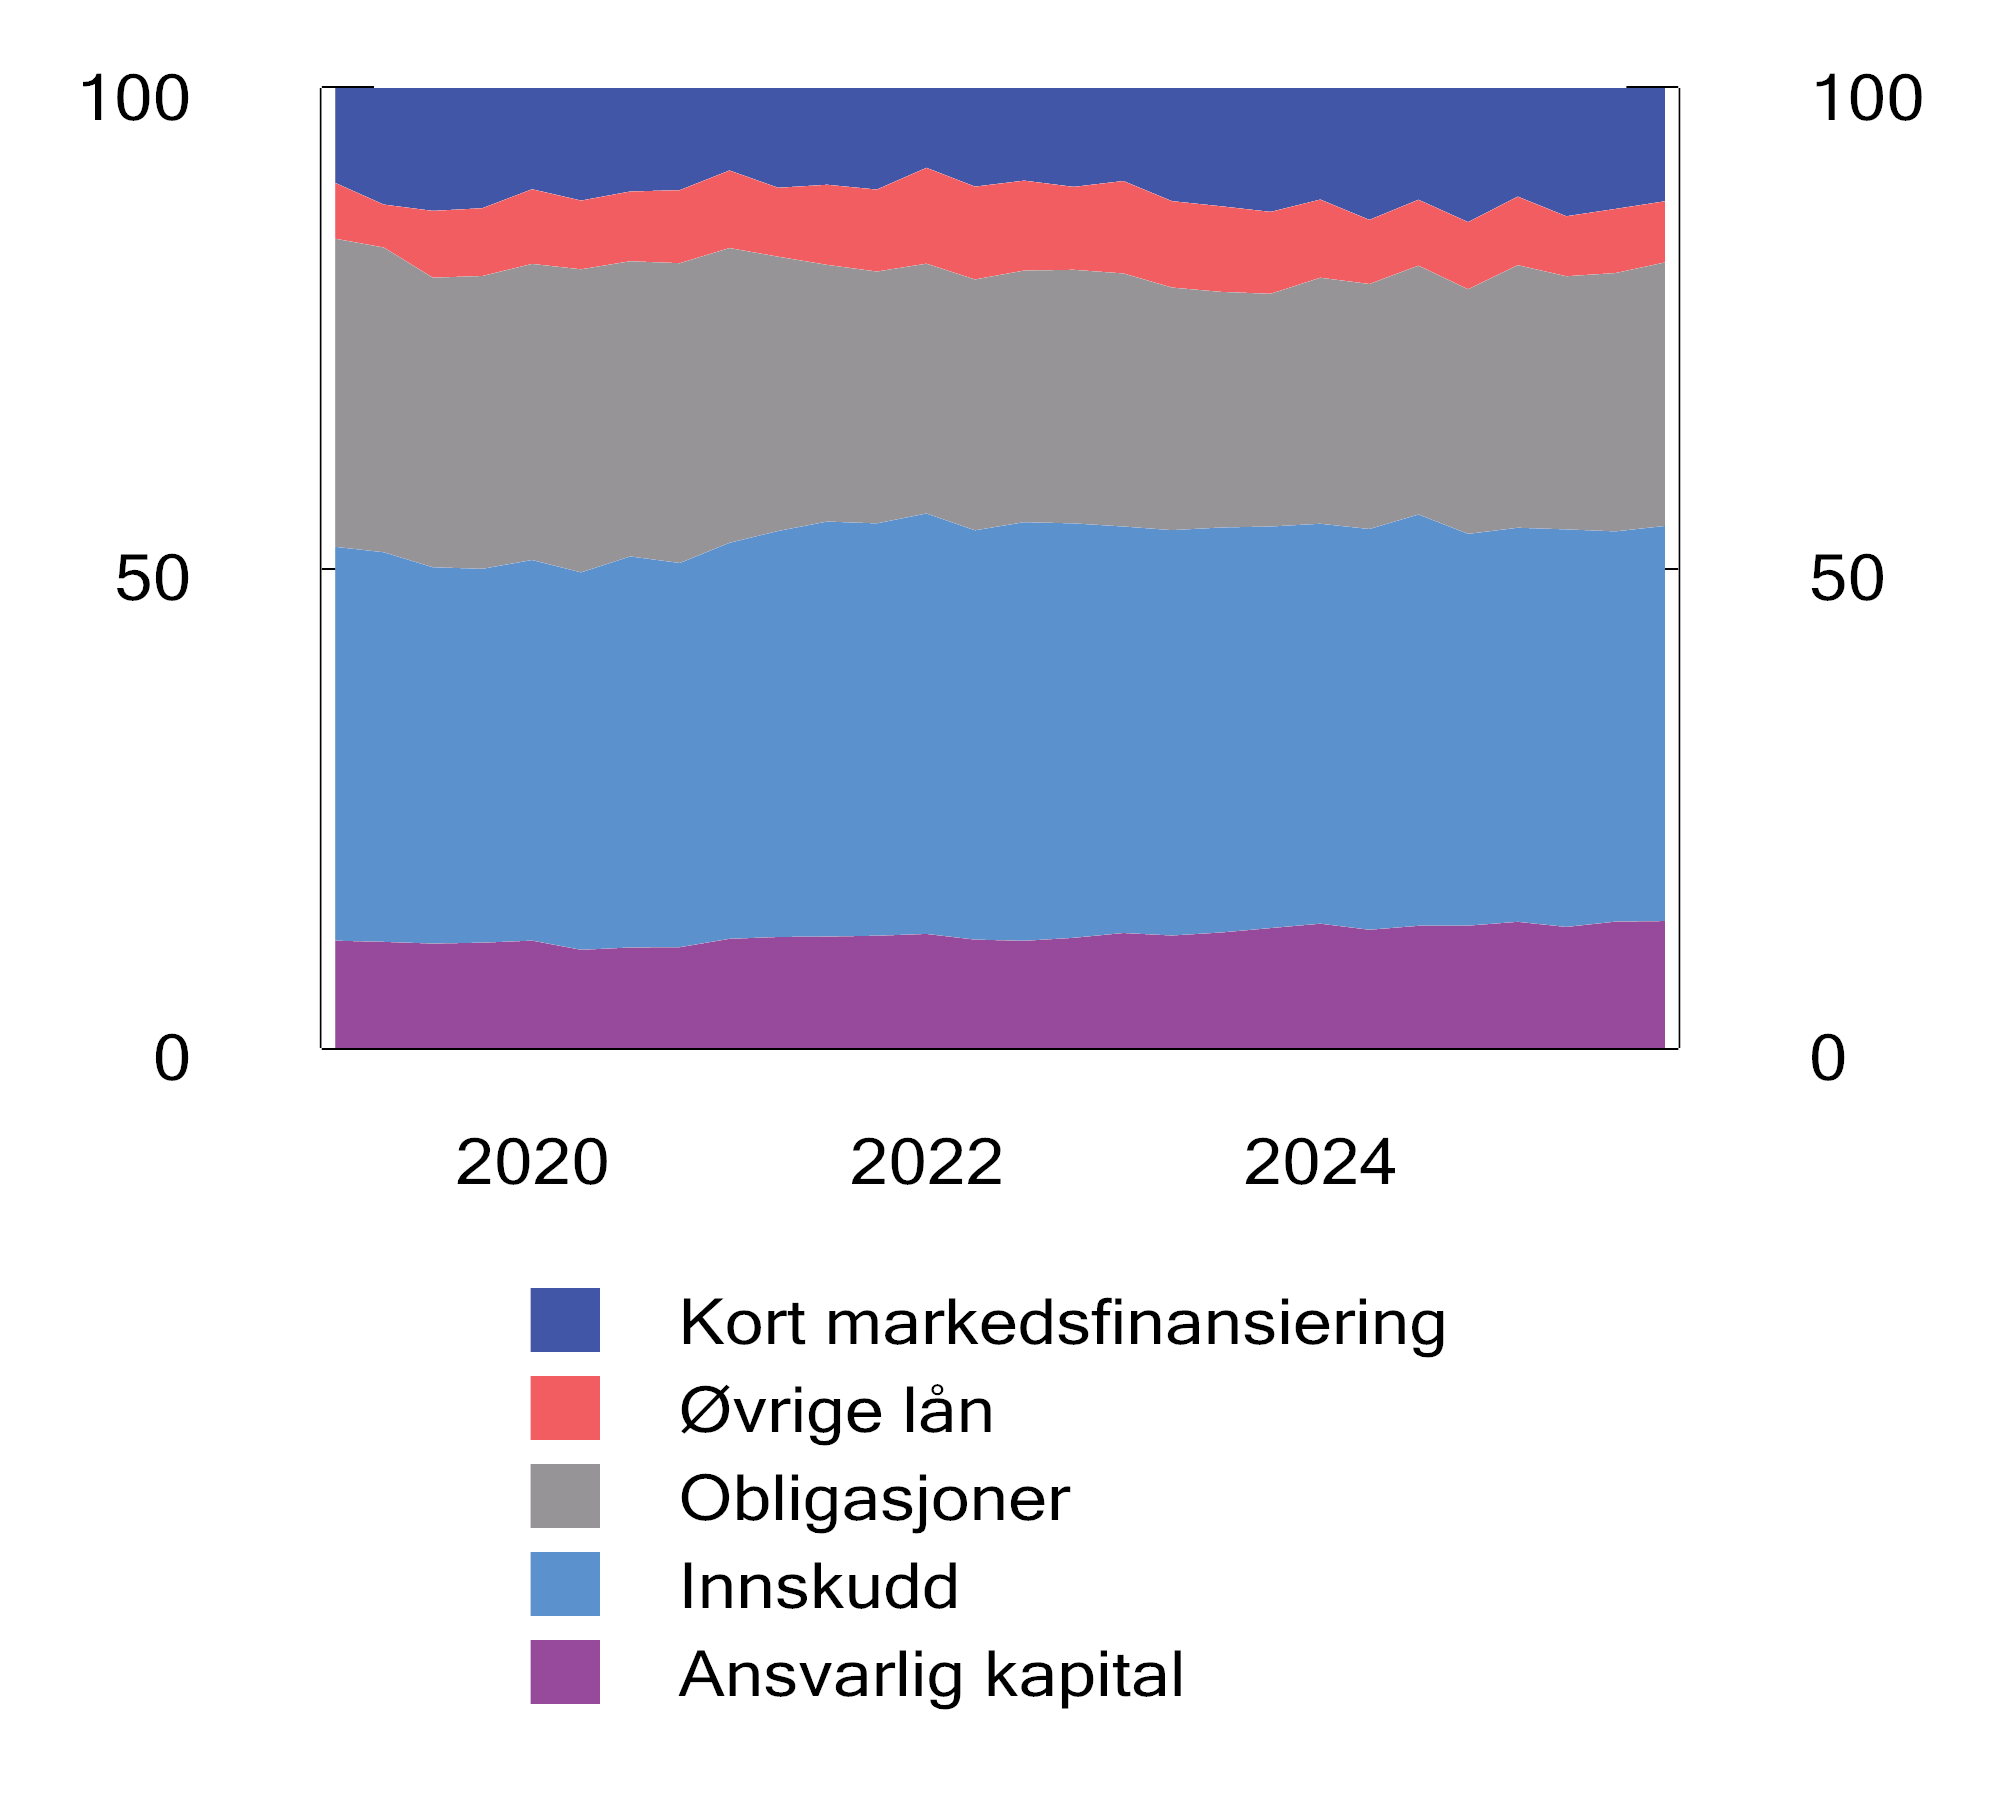 100 100
50 50
0 0
2020 2022 2024
Kort markedsfinansiering
Øvrige lån
Obligasjoner
Innskudd
Ansvarlig kapital